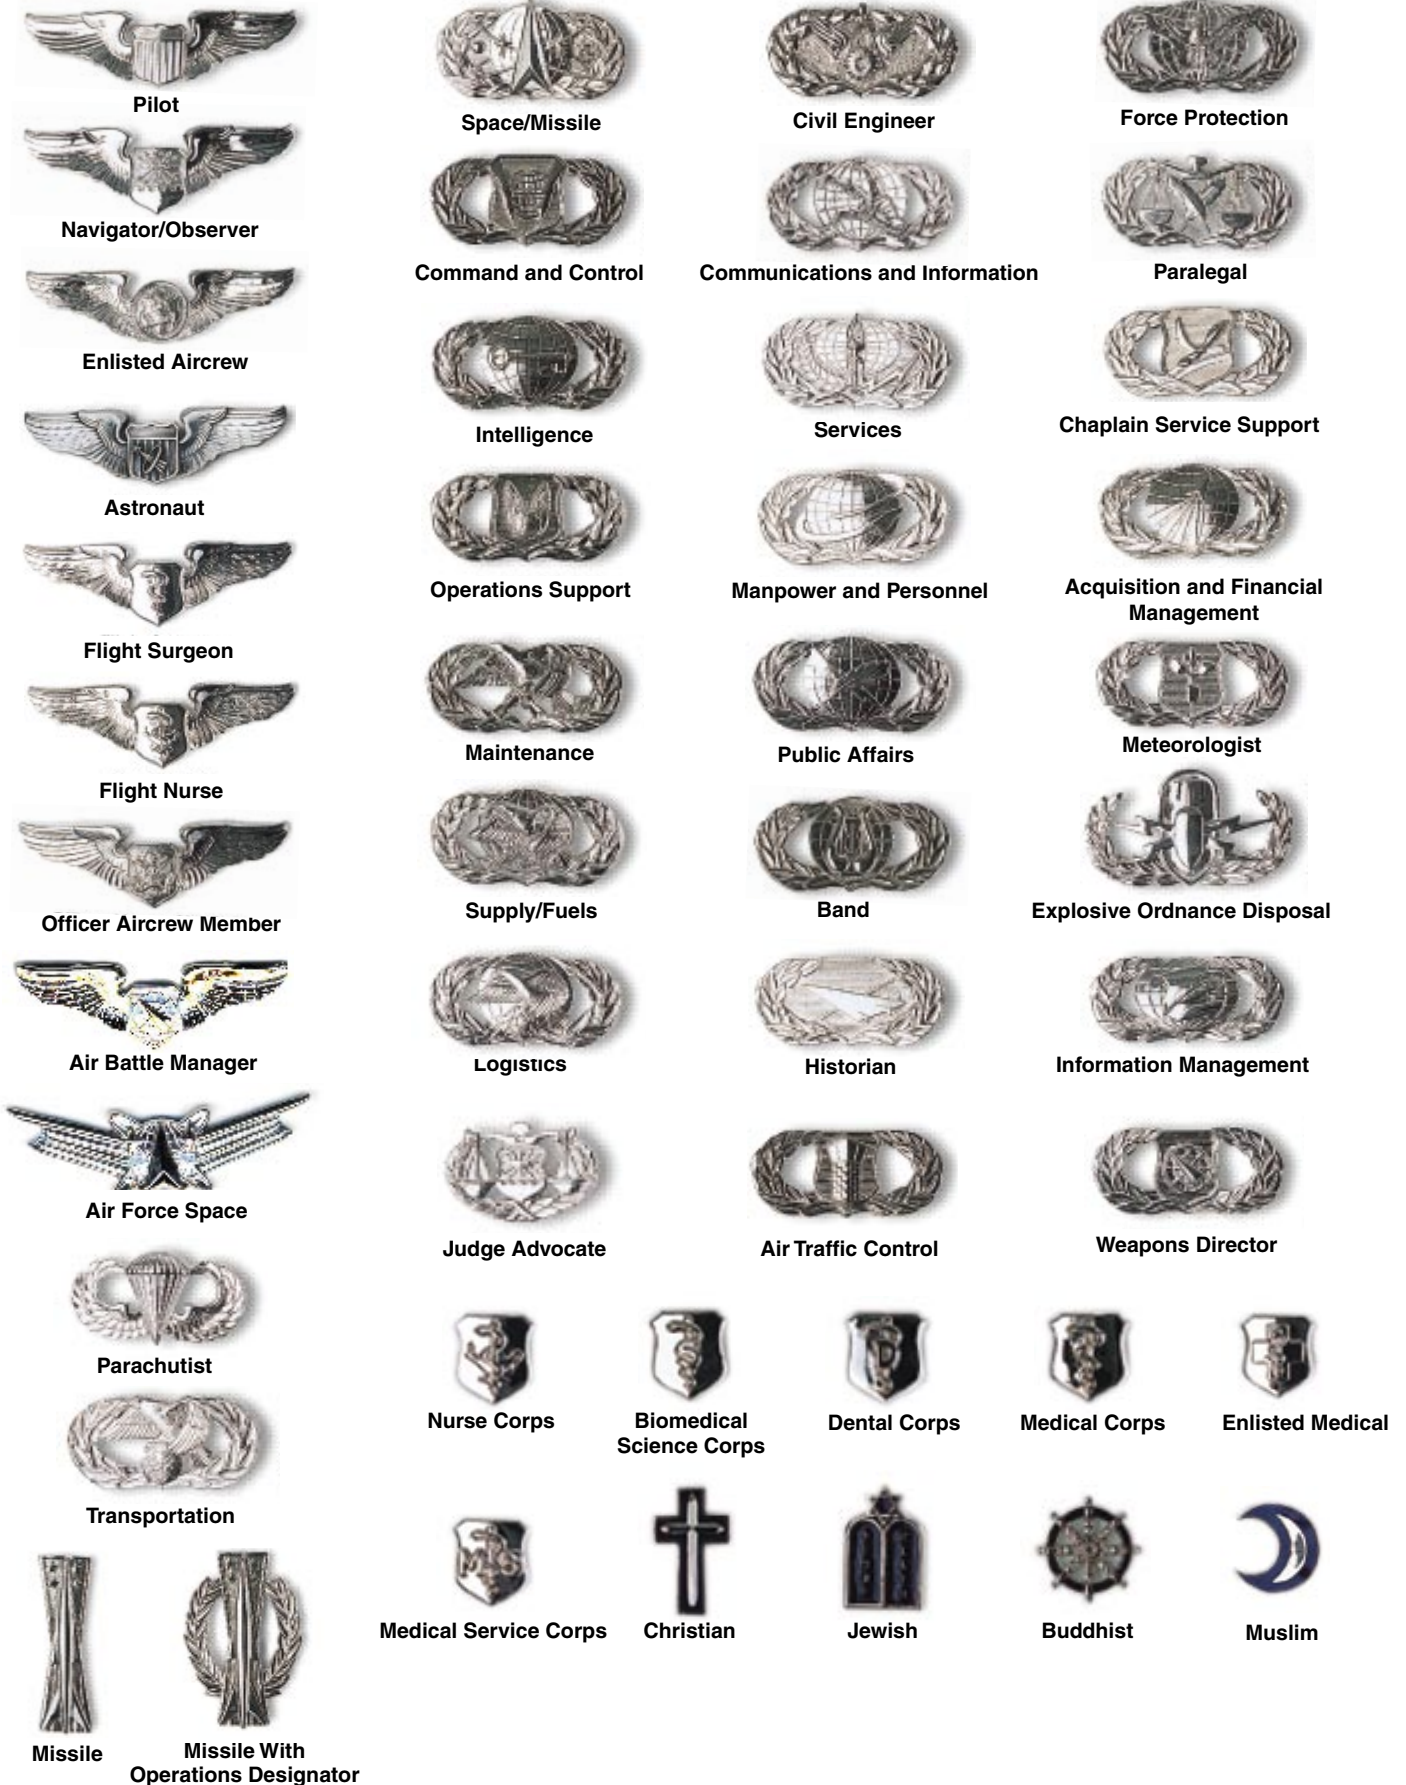 Pilot
Navigator/Observer
Enlisted Aircrew
Astronaut
Flight Surgeon
Flight Nurse
Officer Aircrew Member
Air Battle Manager
Air Force Space
Parachutist
Transportation
Missile
Missile With
Operations Designator
Space/Missile
Command and Control
Intelligence
Operations Support
Maintenance
Supply/Fuels
Logistics
Judge Advocate
Civil Engineer
Communications and Information
Services
Manpower and Personnel
Public Affairs
Band
Historian
Air Traffic Control
Force Protection
Paralegal
Chaplain Service Support
Acquisition and Financial
Management
Meteorologist
Explosive Ordnance Disposal
Information Management
Weapons Director
Nurse Corps
Biomedical
Science Corps
D
Dental Corps
Medical Corps
Enlisted Medical
MS
Medical Service Corps
Christian
Jewish
Buddhist
Muslim